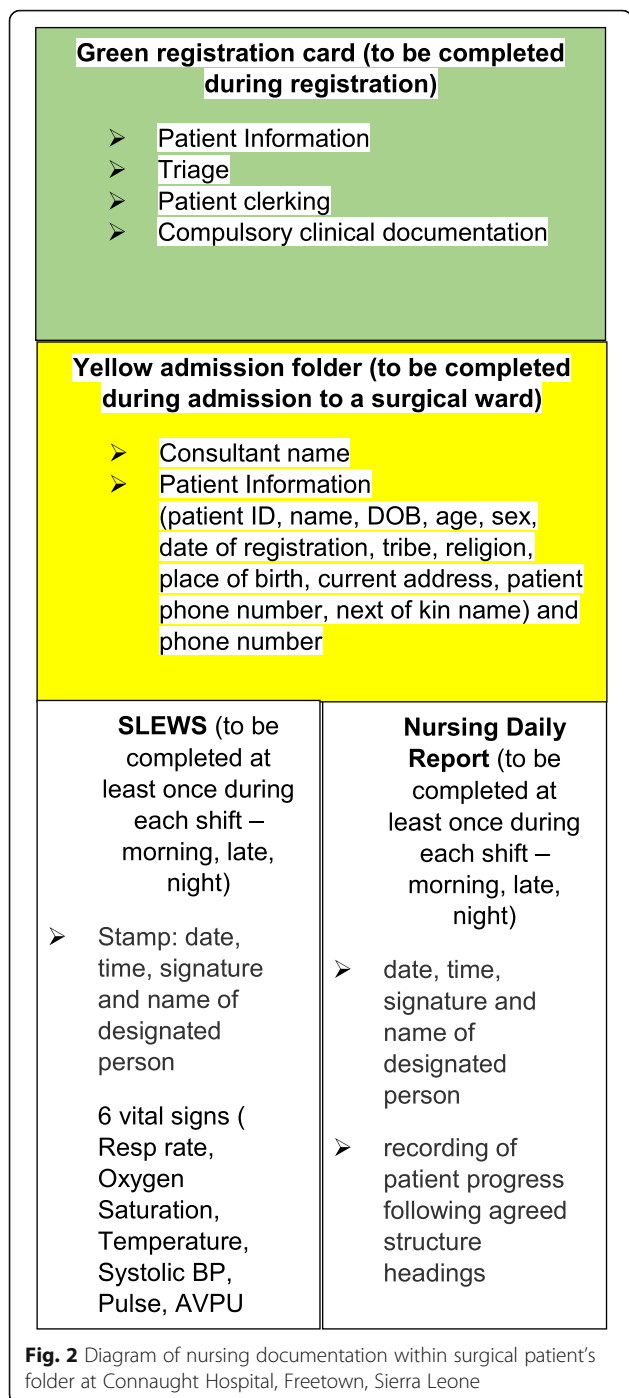 Green registration card (to be completed
during registration)
➢ Patient Information
➢ Triage
➢ Patient clerking
➢ Compulsory clinical documentation
Yellow admission folder (to be completed
during admission to a surgical ward)
➢ Consultant name
➢ Patient Information
(patient ID, name, DOB, age, sex,
date of registration, tribe, religion,
place of birth, current address, patient
phone number, next of kin name) and
phone number
SLEWS (to be
completed at
least once during
each shift –
morning, late,
night)
➢ Stamp: date,
time, signature
and name of
designated
person
6 vital signs (
Resp rate,
Oxygen
Saturation,
Temperature,
Systolic BP,
Pulse, AVPU
Nursing Daily
Report (to be
completed at
least once during
each shift –
morning, late,
night)
➢ date, time,
signature and
name of
designated
person
➢ recording of
patient progress
following agreed
structure
headings
Fig. 2 Diagram of nursing documentation within surgical patient's
folder at Connaught Hospital, Freetown, Sierra Leone